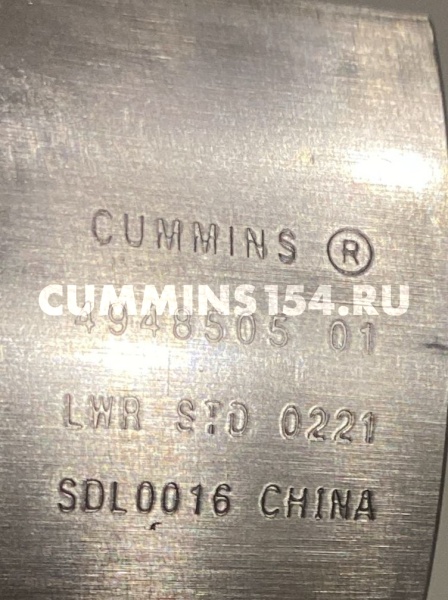 CUMMINS ®
CUMMINS154.RU
4948505 01
LWR STD 0221
SDL0016 CHINA